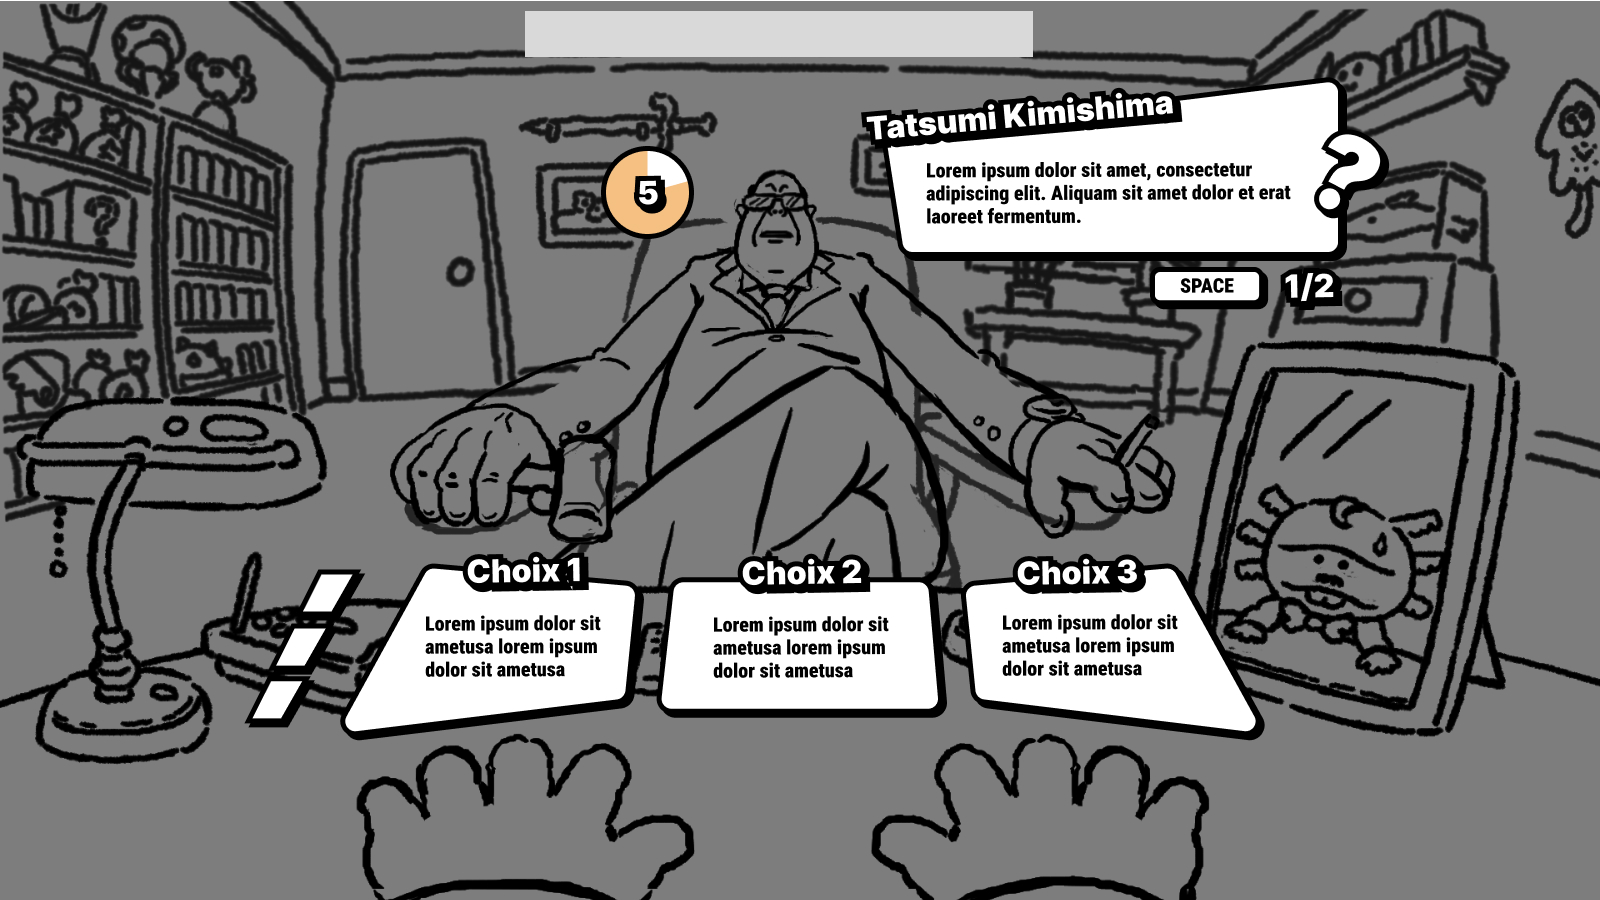 Tatsumi Kimishima
Lorem ipsum dolor sit amet, consectetur
adipiscing elit. Aliquam sit amet dolor et erat
laoreet fermentum.
?
5
?
SPACE
1/2
Choix 1
Lorem ipsum dolor sit
ametusa lorem ipsum
dolor sit ametusa
Choix 2
Lorem ipsum dolor sit
ametusa lorem ipsum
dolor sit ametusa
Choix 3
Lorem ipsum dolor sit
ametusa lorem ipsum
dolor sit ametusa